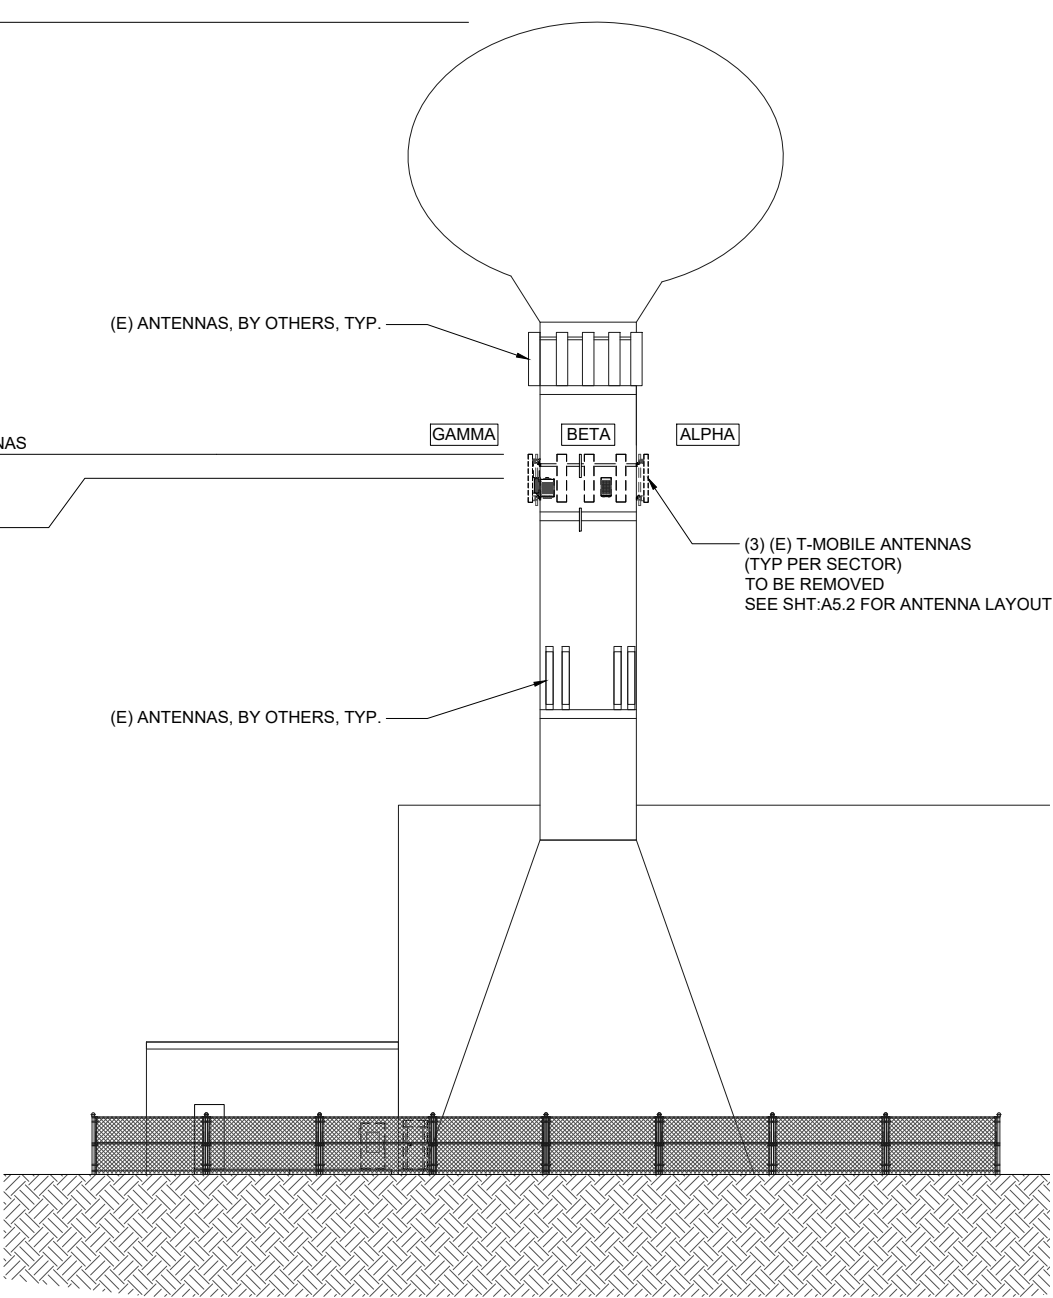 (E) ANTENNAS, BY OTHERS, TYP.
GAMMA
BETA
ALPHA
(3) (E) T-MOBILE ANTENNAS
(TYP PER SECTOR)
TO BE REMOVED
SEE SHT:A5.2 FOR ANTENNA LAYOUT
(E) ANTENNAS, BY OTHERS, TYP.